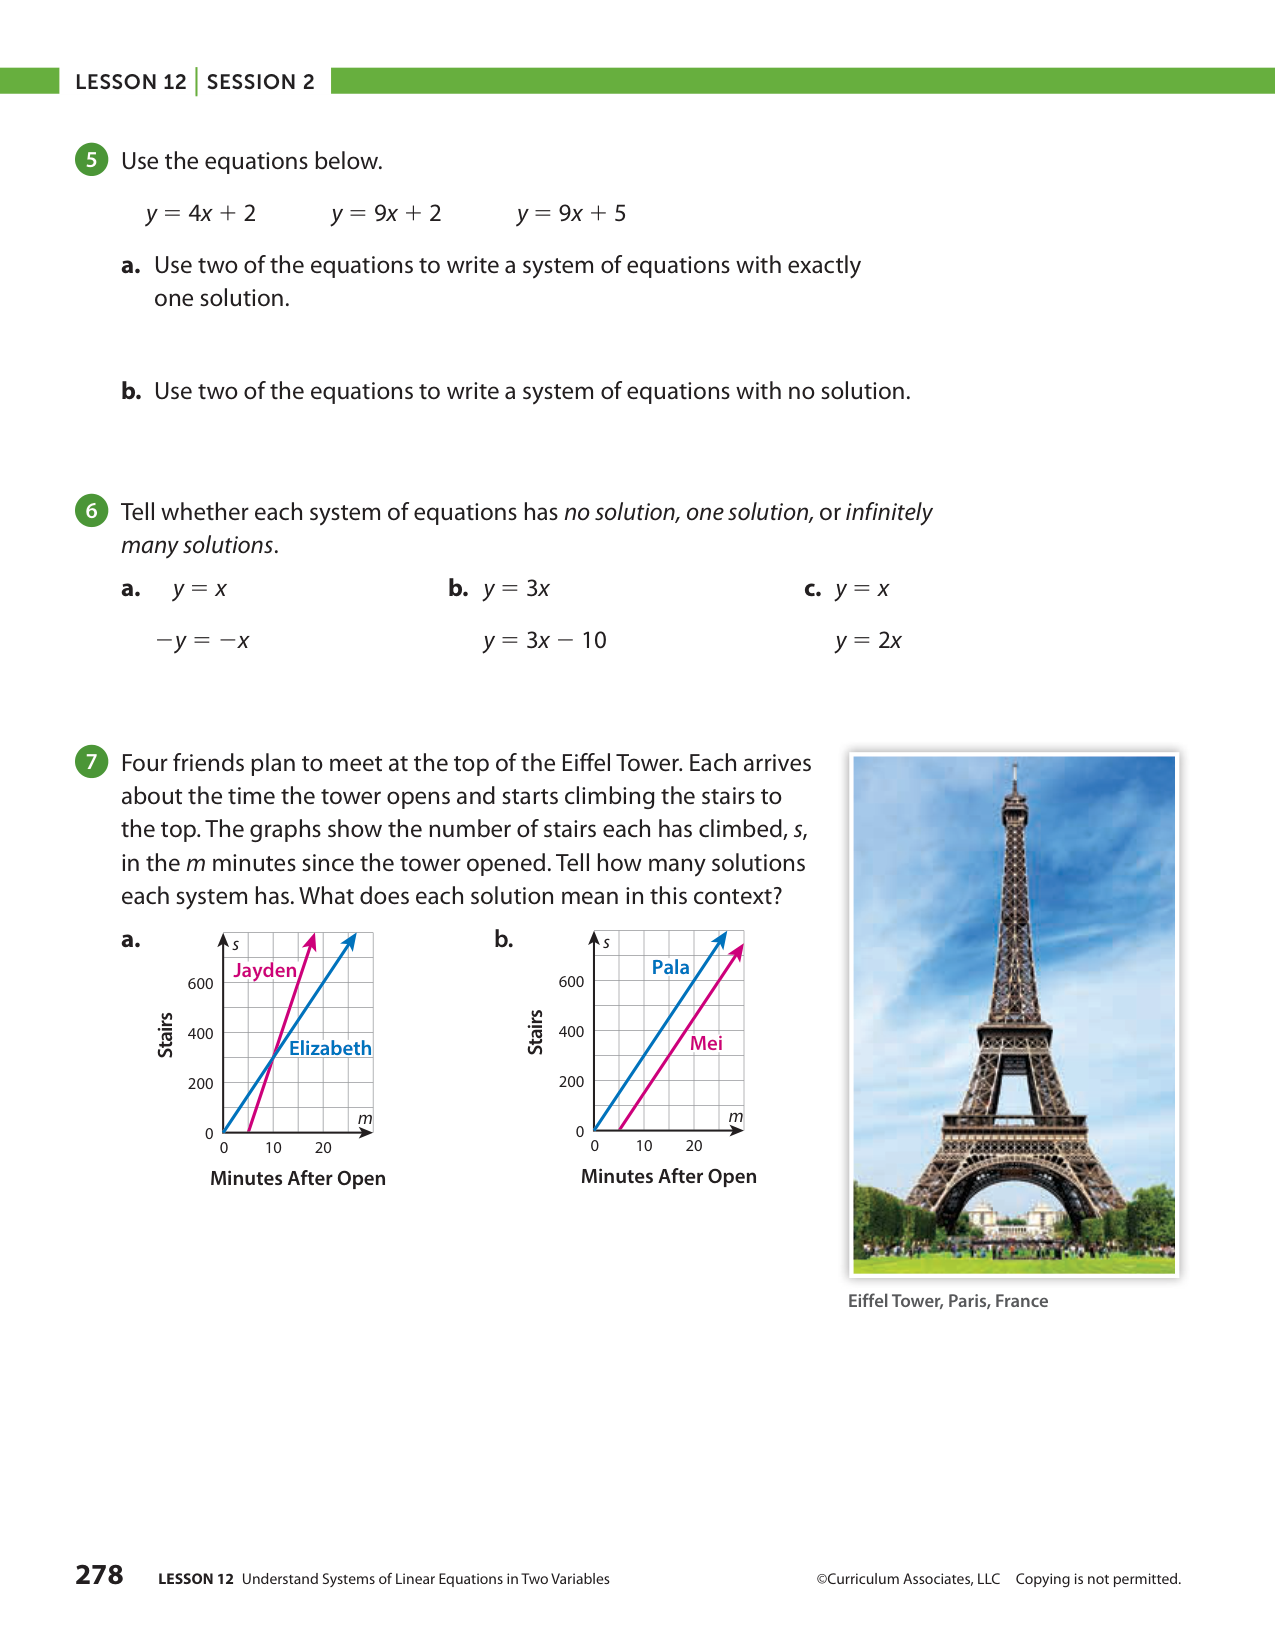 LESSON 12 | SESSION 2
5 Use the equations below.
y = 4x + 2 y = 9x + 2 y = 9x + 5
a. Use two of the equations to write a system of equations with exactly
one solution.
b. Use two of the equations to write a system of equations with no solution.
6 Tell whether each system of equations has no solution, one solution, or infinitely
many solutions.
a. y = x b. y = 3x c. y = x
−y = −x y = 3x − 10 y = 2x
7 Four friends plan to meet at the top of the Eiffel Tower. Each arrives
about the time the tower opens and starts climbing the stairs to
the top. The graphs show the number of stairs each has climbed, s,
in the m minutes since the tower opened. Tell how many solutions
each system has. What does each solution mean in this context?
a.
s
Jayden
600
400
Stairs
Elizabeth
200
m
0
0 10 20
Minutes After Open
b.
s
Pala
600
400
Stairs
Mei
200
m
0
0 10 20
Minutes After Open
Eiffel Tower, Paris, France
278 LESSON 12 Understand Systems of Linear Equations in Two Variables ©Curriculum Associates, LLC Copying is not permitted.